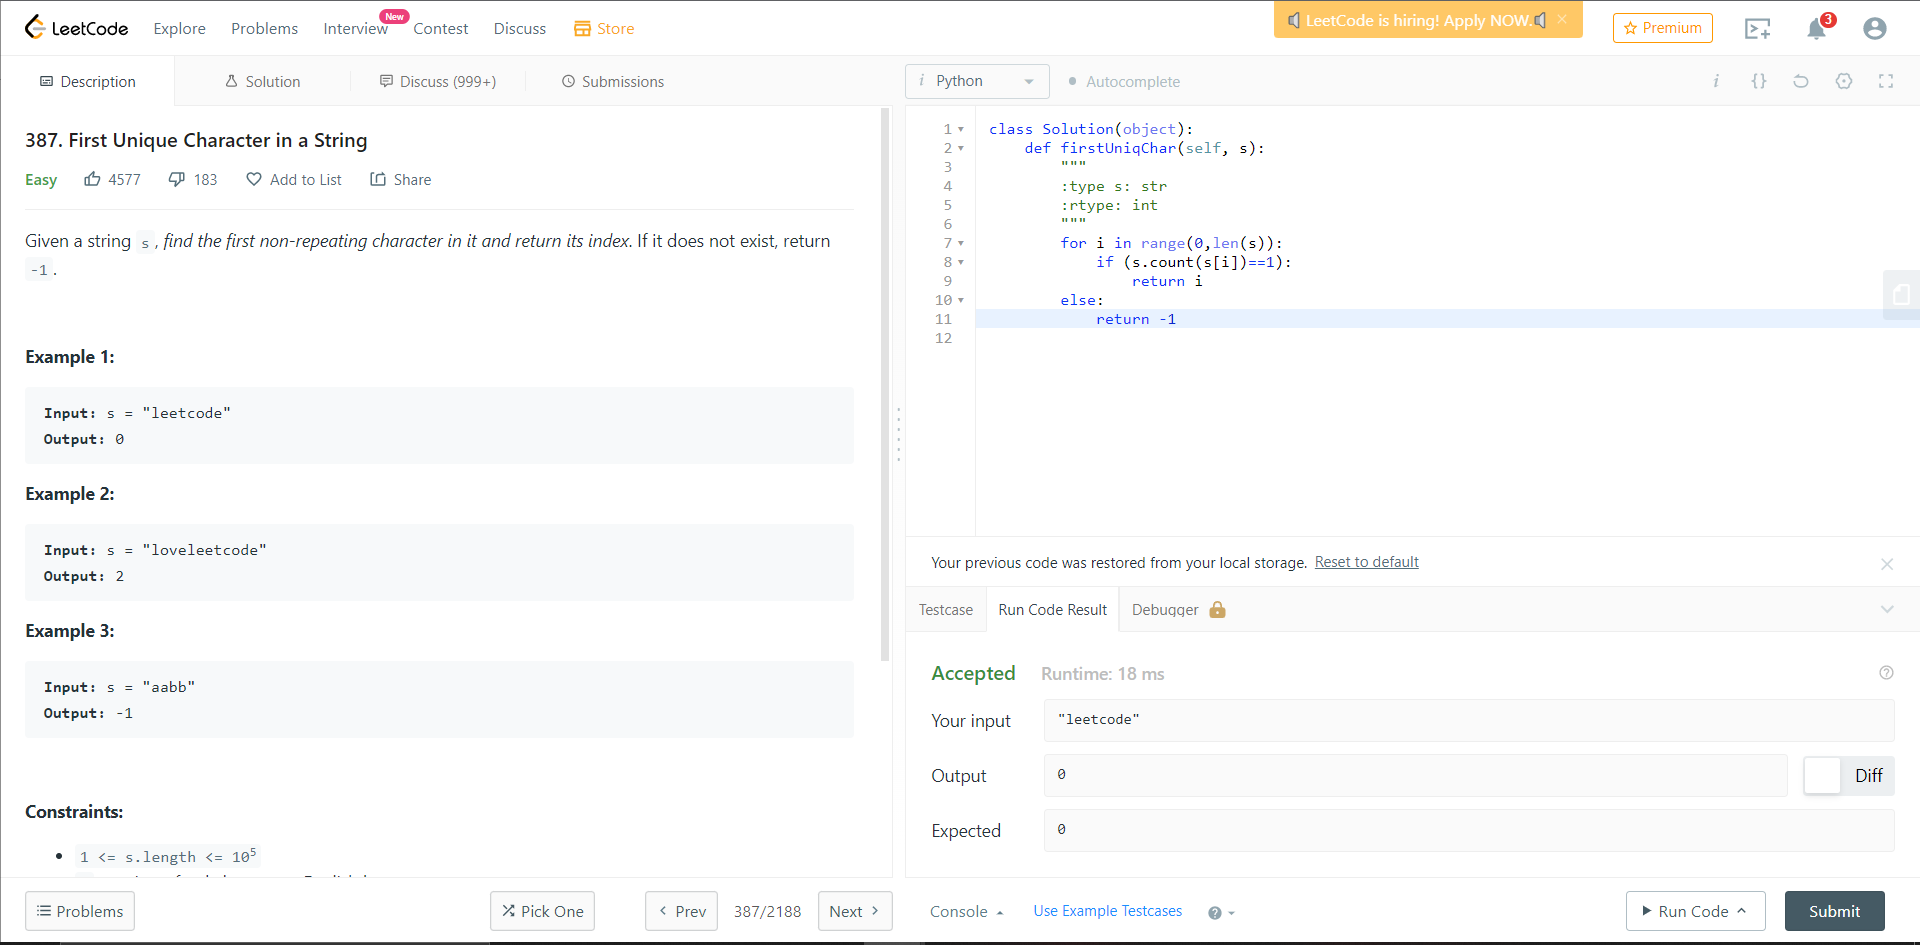 LeetCode Explore Problems Interview New Contest Discuss Store LeetCode is hiring! Apply NOW. Premium 3
Description Solution Discuss (999+) Submissions
387. First Unique Character in a String
Easy 4577 183 Add to List Share
Given a string s, find the first non-repeating character in it and return its index. If it does not exist, return
-1.
Example 1:
Input: s = "leetcode"
Output: 0
Example 2:
Input: s = "loveleetcode"
Output: 2
Example 3:
Input: s = "aabb"
Output: -1
Constraints:
1 <= s.length <= 10⁵
Problems Pick One Prev 387/2188 Next
i Python Autocomplete i {}
1 class Solution(object):
2 def firstUniqChar(self, s):
3 """
4 :type s: str
5 :rtype: int
6 """
7 for i in range(0,len(s)):
8 if (s.count(s[i])==1):
9 return i
10 else:
11 return -1
12
Your previous code was restored from your local storage. Reset to default
Testcase Run Code Result Debugger
Accepted Runtime: 18 ms
Your input "leetcode"
Output 0 Diff
Expected 0
Console Use Example Testcases ? Run Code Submit